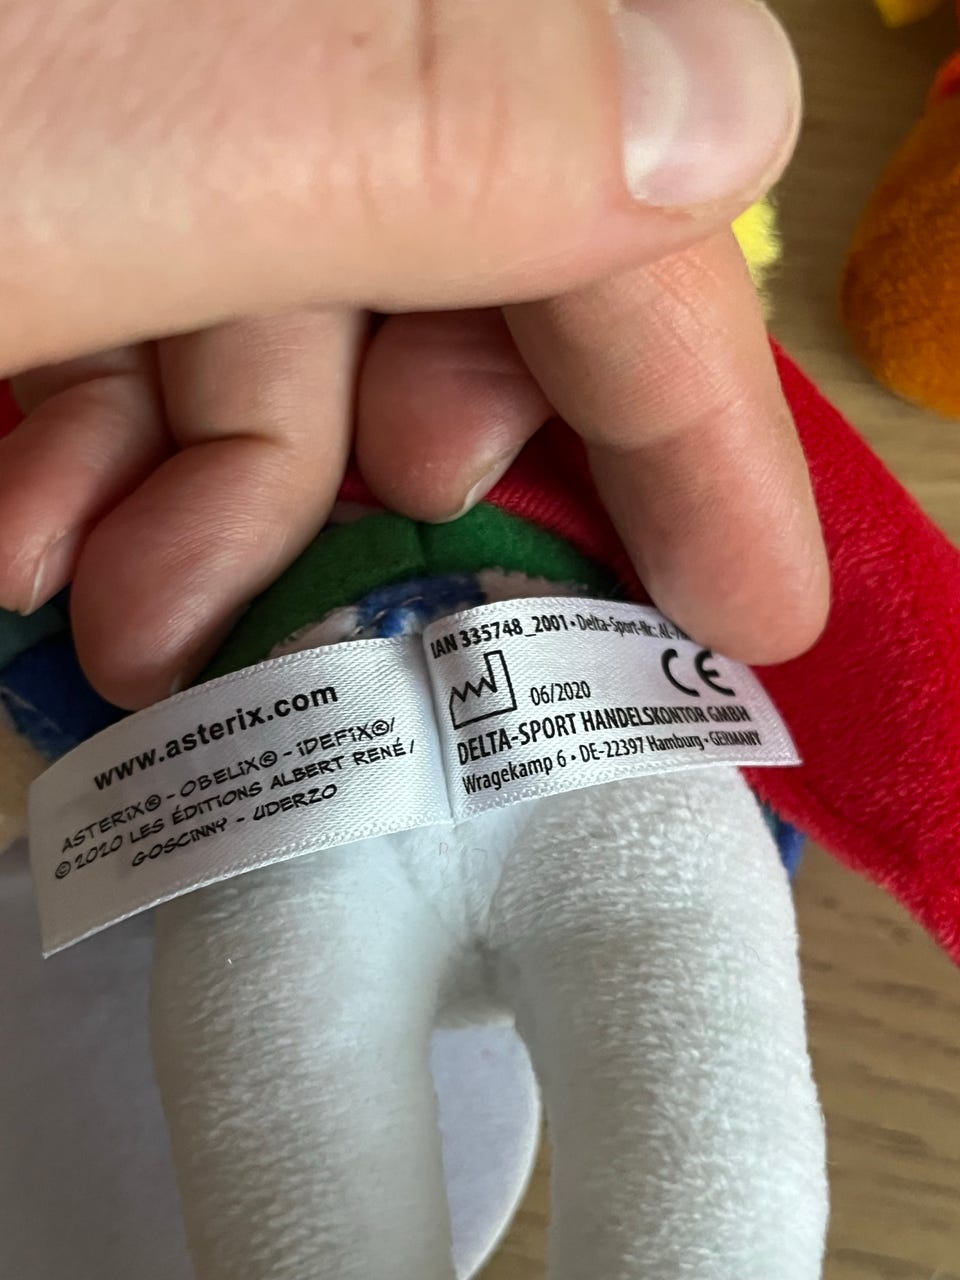 www.asterix.com
ASTERIX® - OBELIX® - IDEFIX®/
© 2020 LES ÉDITIONS ALBERT RENÉ /
GOSCINNY - UDERZO
IAN 335748_2001 • Delta-Sport-Nr.: AL-
CE
06/2020
DELTA-SPORT HANDELSKONTOR GMBH
Wragekamp 6 • DE-22397 Hamburg • GERMANY